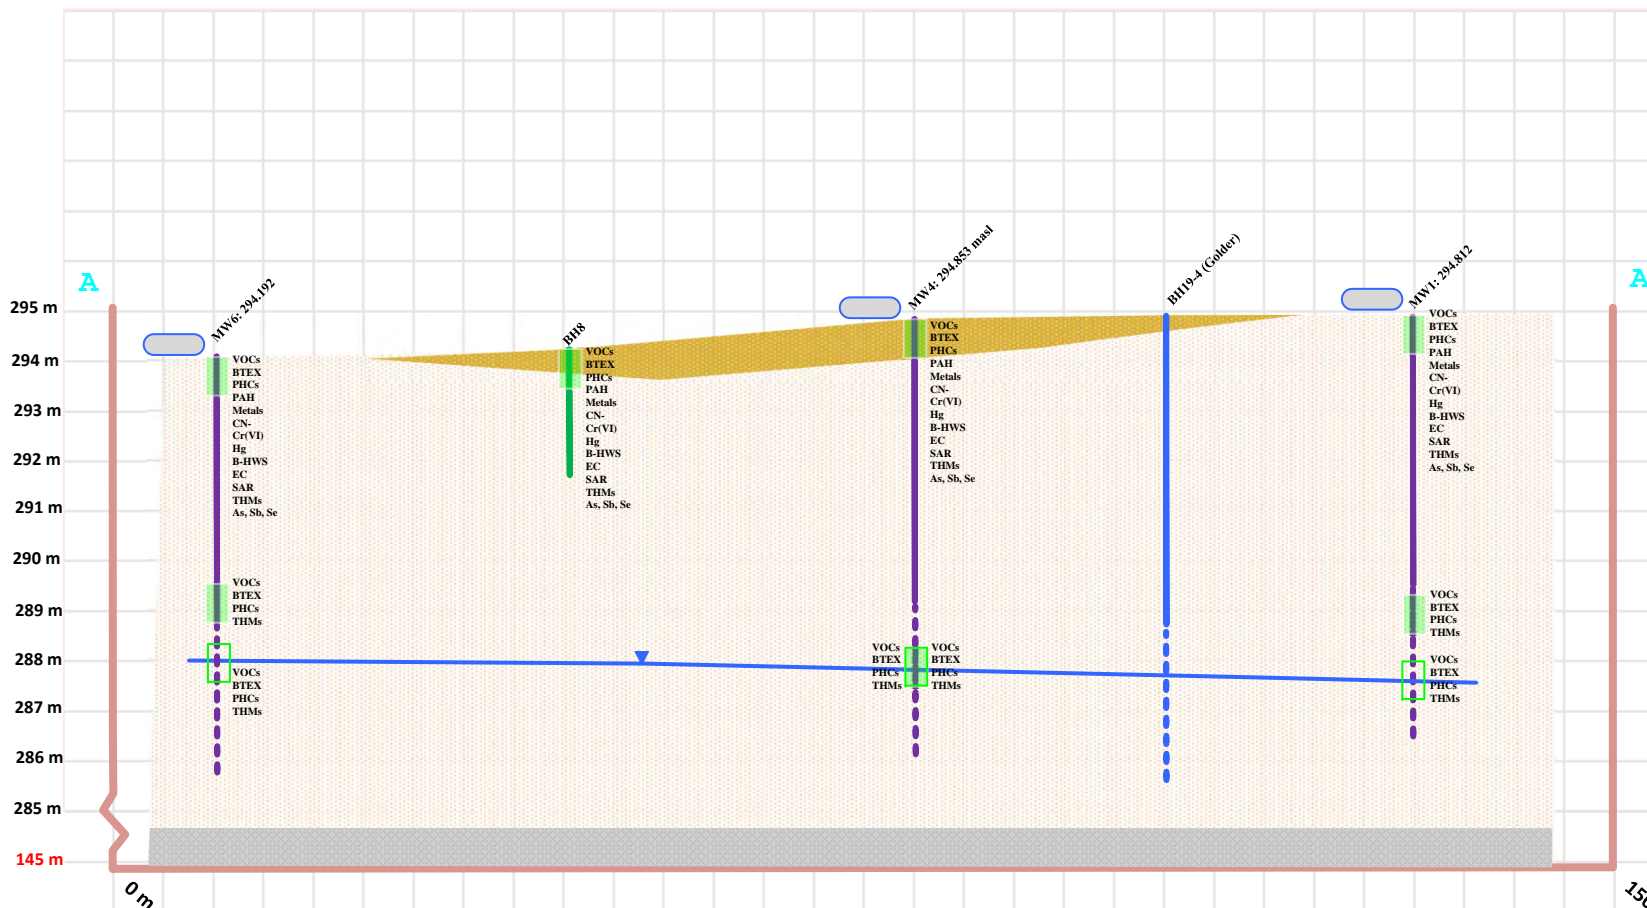 MW6: 294.192
BH8
MW4: 294.853 masl
BH19-4 (Golder)
MW1: 294.812
A
A
295 m
294 m
293 m
292 m
291 m
290 m
289 m
288 m
287 m
286 m
285 m
145 m
0 m
150
VOCs
BTEX
PHCs
PAH
Metals
CN-
Cr(VI)
Hg
B-HWS
EC
SAR
THMs
As, Sb, Se
VOCs
BTEX
PHCs
THMs
VOCs
BTEX
PHCs
THMs
VOCs
BTEX
PHCs
PAH
Metals
CN-
Cr(VI)
Hg
B-HWS
EC
SAR
THMs
As, Sb, Se
VOCs
BTEX
PHCs
PAH
Metals
CN-
Cr(VI)
Hg
B-HWS
EC
SAR
THMs
As, Sb, Se
VOCs
BTEX
PHCs
THMs
VOCs
BTEX
PHCs
THMs
VOCs
BTEX
PHCs
PAH
Metals
CN-
Cr(VI)
Hg
B-HWS
EC
SAR
THMs
As, Sb, Se
VOCs
BTEX
PHCs
THMs
VOCs
BTEX
PHCs
THMs